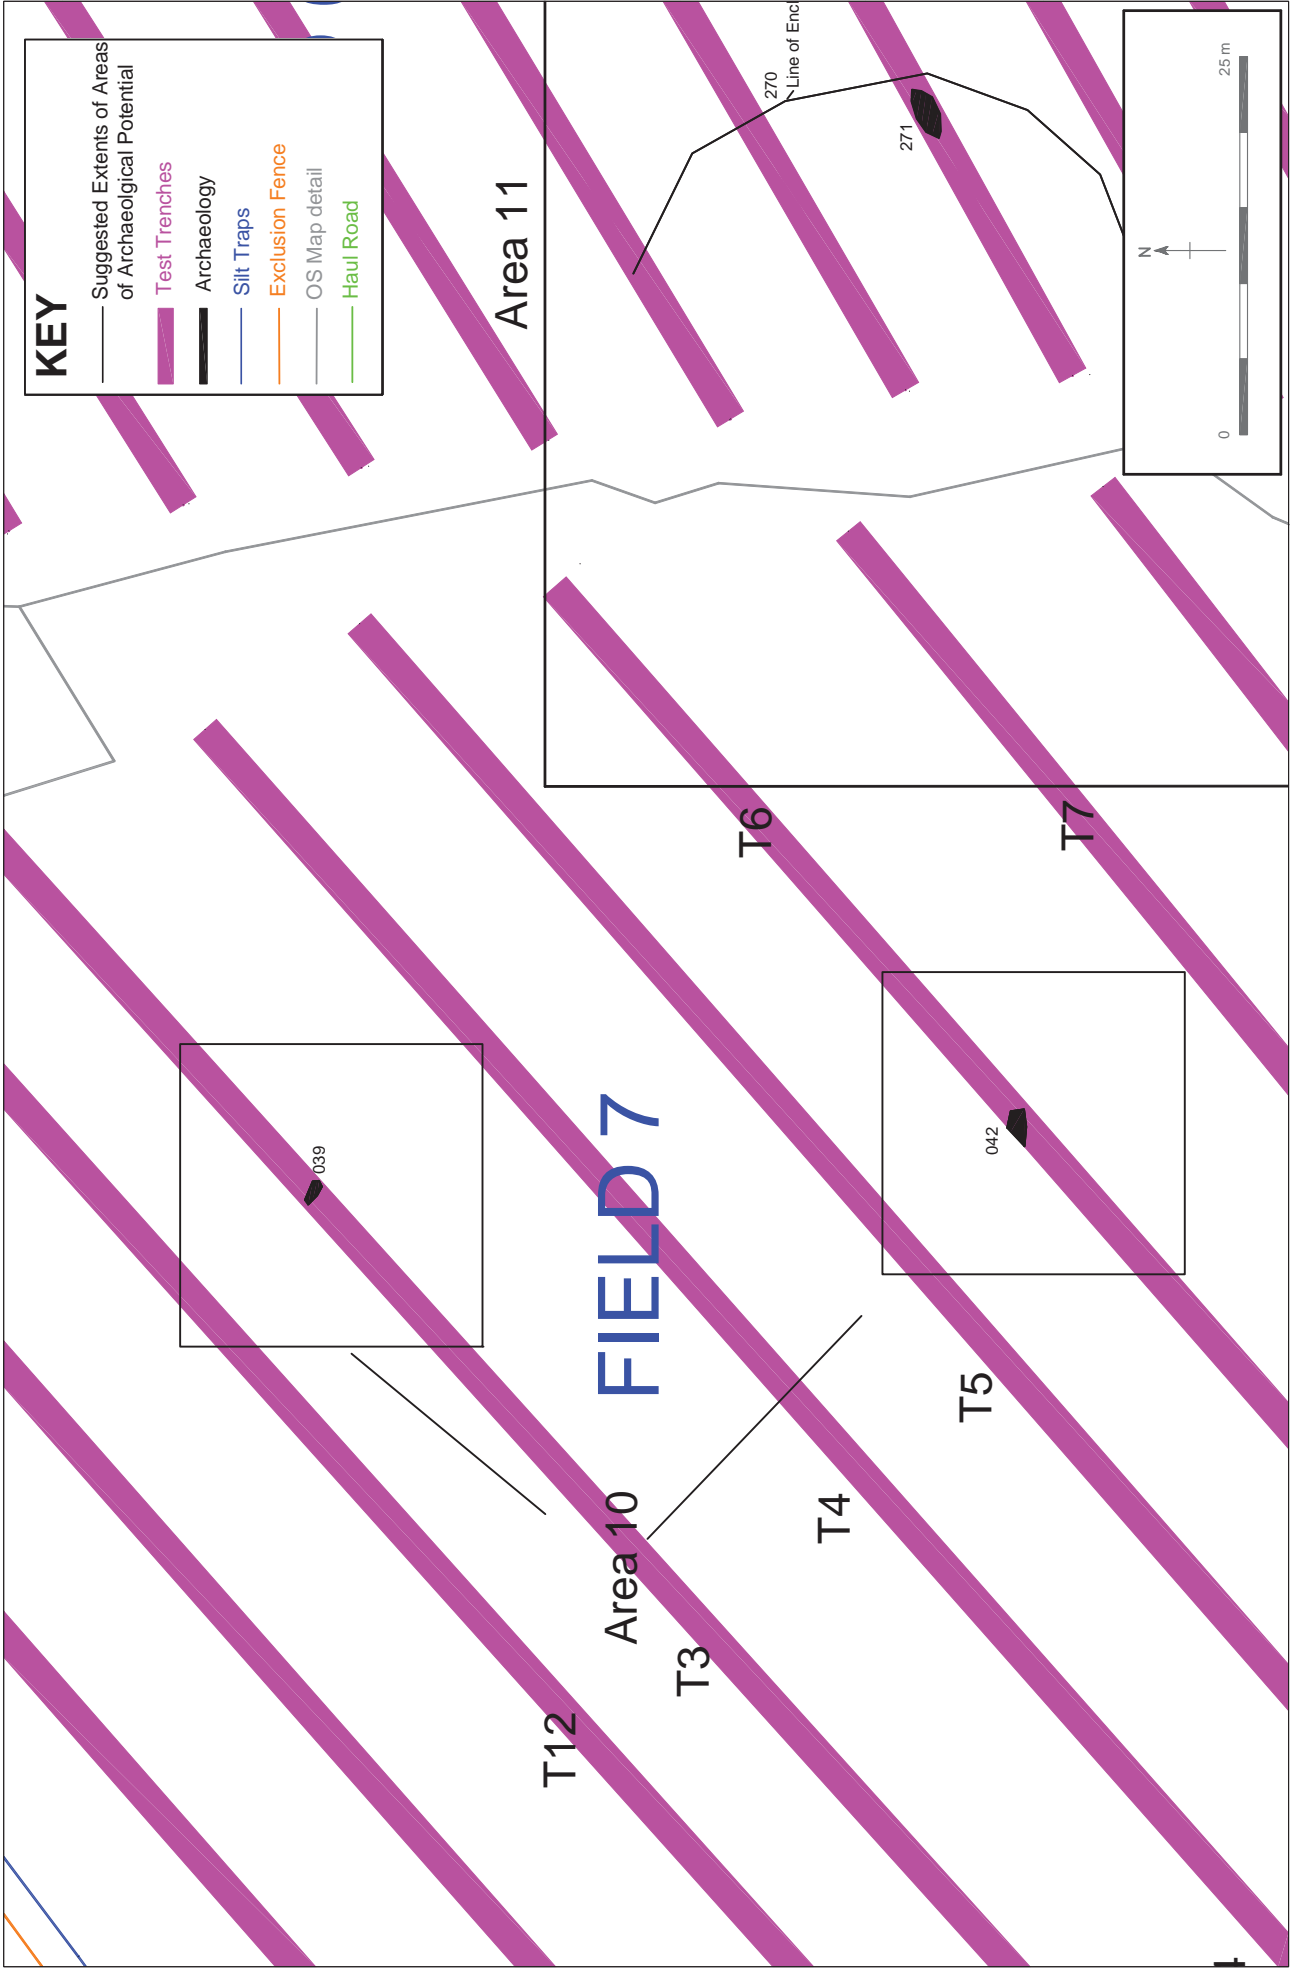 KEY
Suggested Extents of Areas
of Archaeolgical Potential
Test Trenches
Archaeology
Silt Traps
Exclusion Fence
OS Map detail
Haul Road
Area 11
270
Line of Encl
271
N
0
25 m
T6
T7
039
042
FIELD 7
Area 10
T5
T4
T3
T12